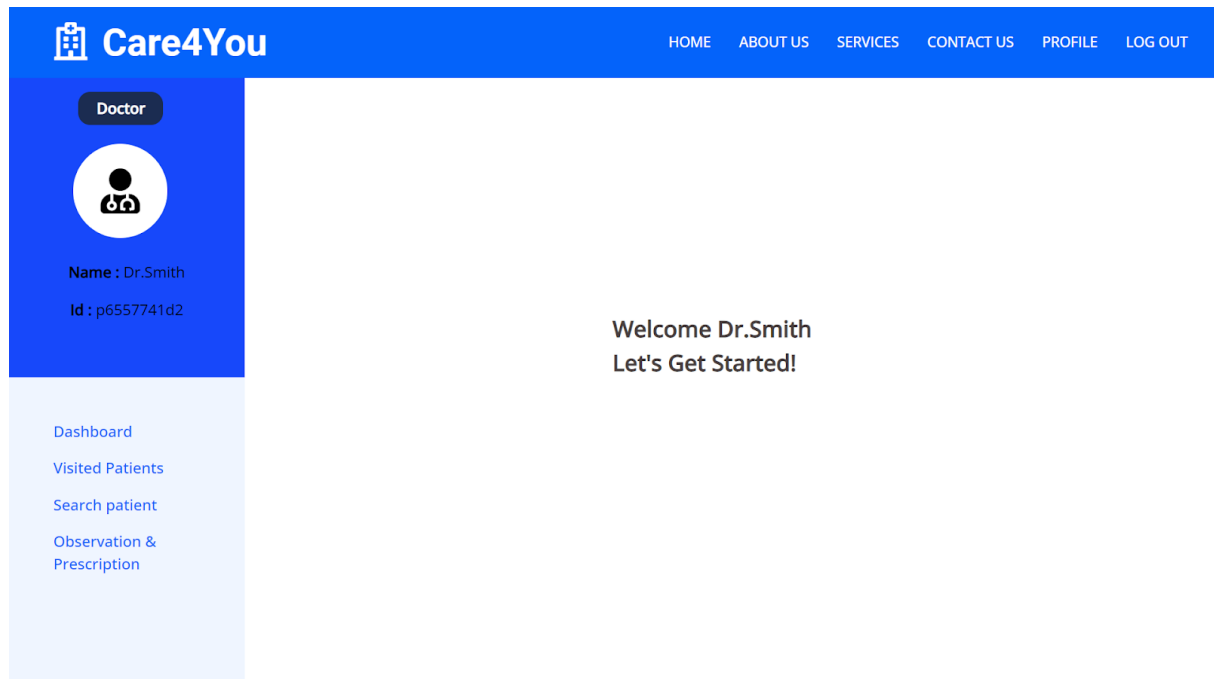 Care4You
HOME ABOUT US SERVICES CONTACT US PROFILE LOG OUT
Doctor
Name : Dr.Smith
Id : p6557741d2
Dashboard
Visited Patients
Search patient
Observation &
Prescription
Welcome Dr.Smith
Let's Get Started!